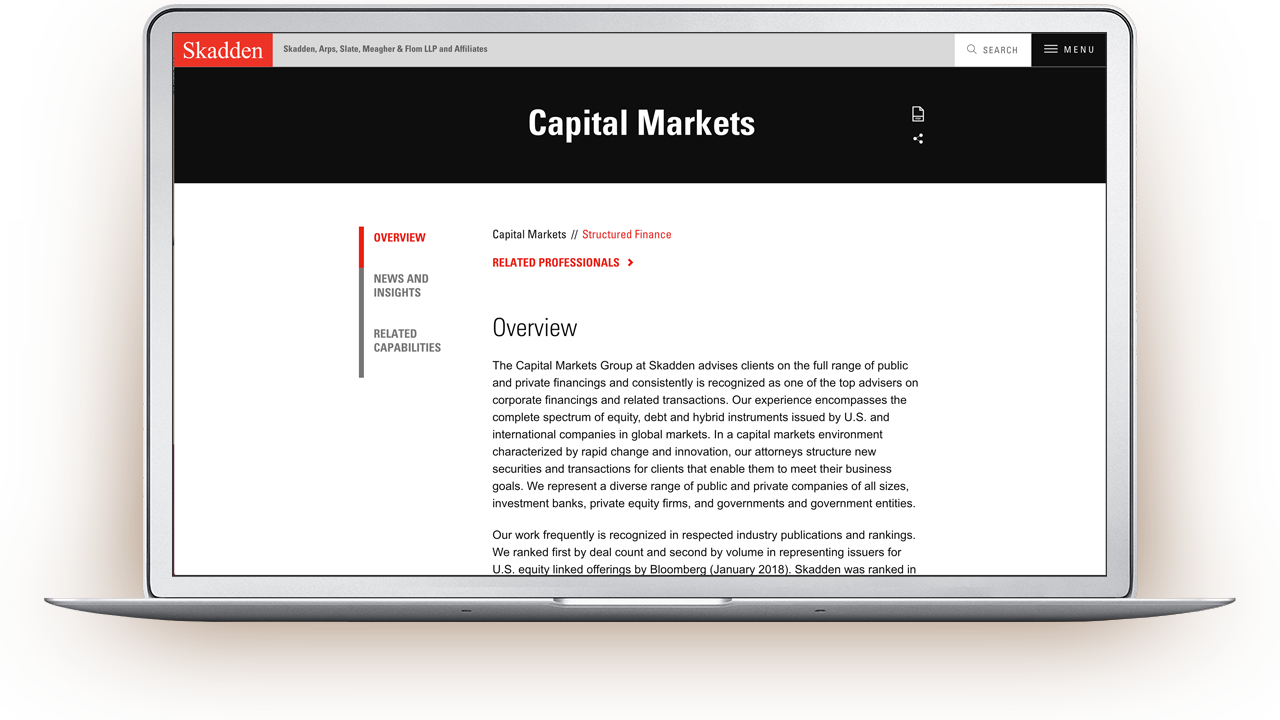 Skadden
Skadden, Arps, Slate, Meagher & Flom LLP and Affiliates
SEARCH
MENU
Capital Markets
OVERVIEW
NEWS AND
INSIGHTS
RELATED
CAPABILITIES
Capital Markets // Structured Finance
RELATED PROFESSIONALS
Overview
The Capital Markets Group at Skadden advises clients on the full range of public
and private financings and consistently is recognized as one of the top advisers on
corporate financings and related transactions. Our experience encompasses the
complete spectrum of equity, debt and hybrid instruments issued by U.S. and
international companies in global markets. In a capital markets environment
characterized by rapid change and innovation, our attorneys structure new
securities and transactions for clients that enable them to meet their business
goals. We represent a diverse range of public and private companies of all sizes,
investment banks, private equity firms, and governments and government entities.
Our work frequently is recognized in respected industry publications and rankings.
We ranked first by deal count and second by volume in representing issuers for
U.S. equity linked offerings by Bloomberg (January 2018). Skadden was ranked in